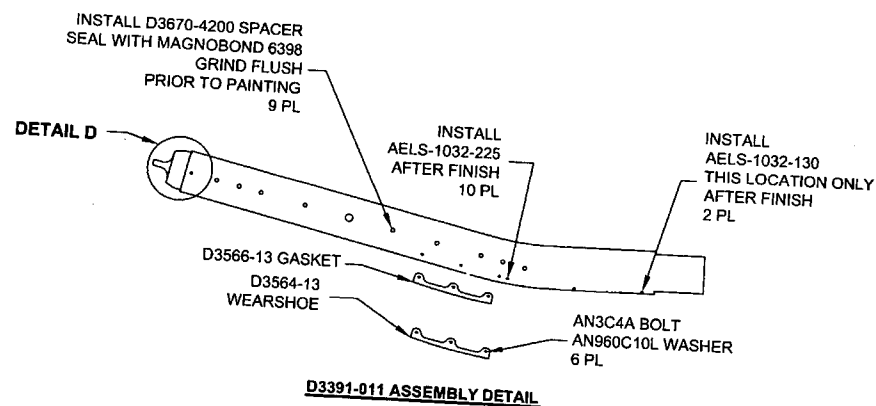 INSTALL D3670-4200 SPACER
SEAL WITH MAGNOBOND 6398
GRIND FLUSH
PRIOR TO PAINTING
9 PL
DETAIL D
INSTALL
AELS-1032-225
AFTER FINISH
10 PL
INSTALL
AELS-1032-130
THIS LOCATION ONLY
AFTER FINISH
2 PL
D3566-13 GASKET
D3564-13
WEARSHOE
AN3C4A BOLT
AN960C10L WASHER
6 PL
D3391-011 ASSEMBLY DETAIL